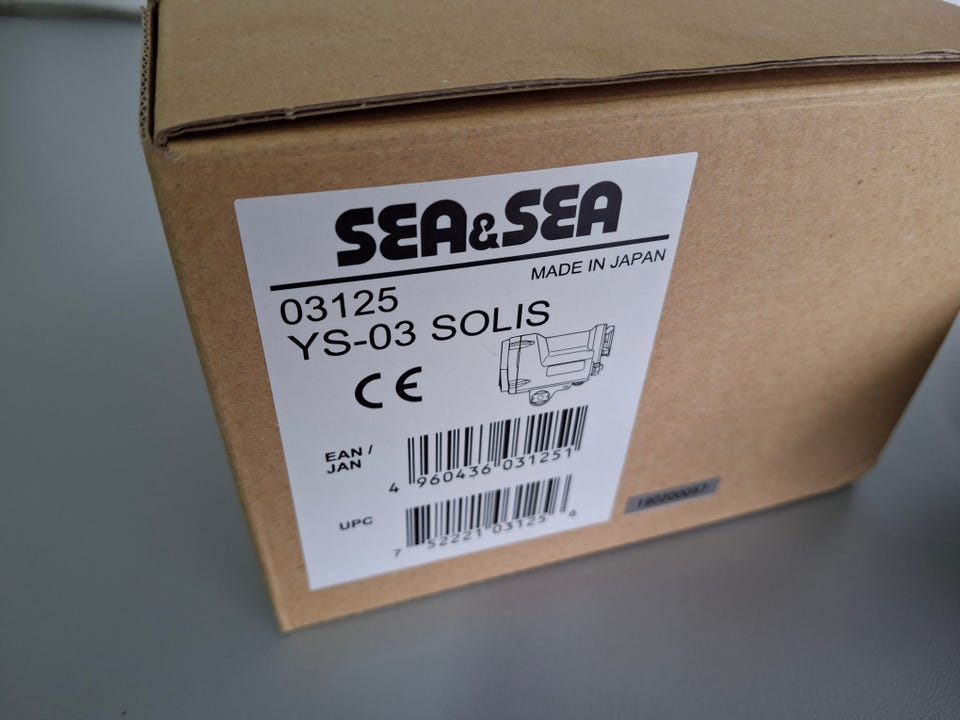 SEA&SEA
MADE IN JAPAN
03125
YS-03 SOLIS
CE
EAN /
JAN
4 960436 031251
UPC
7 52221 03125 6